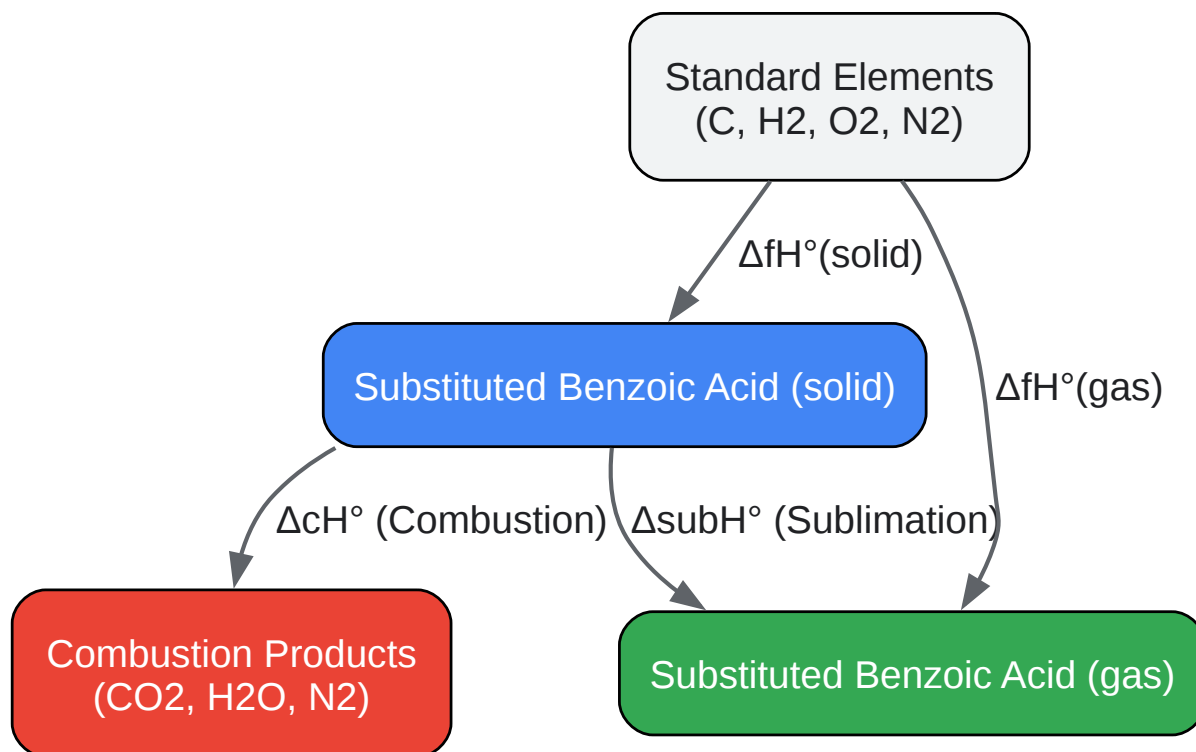 Standard Elements
(C, H2, O2, N2)
ΔfH°(solid)
Substituted Benzoic Acid (solid)
ΔfH°(gas)
ΔcH° (Combustion)
ΔsubH° (Sublimation)
Combustion Products
(CO2, H2O, N2)
Substituted Benzoic Acid (gas)